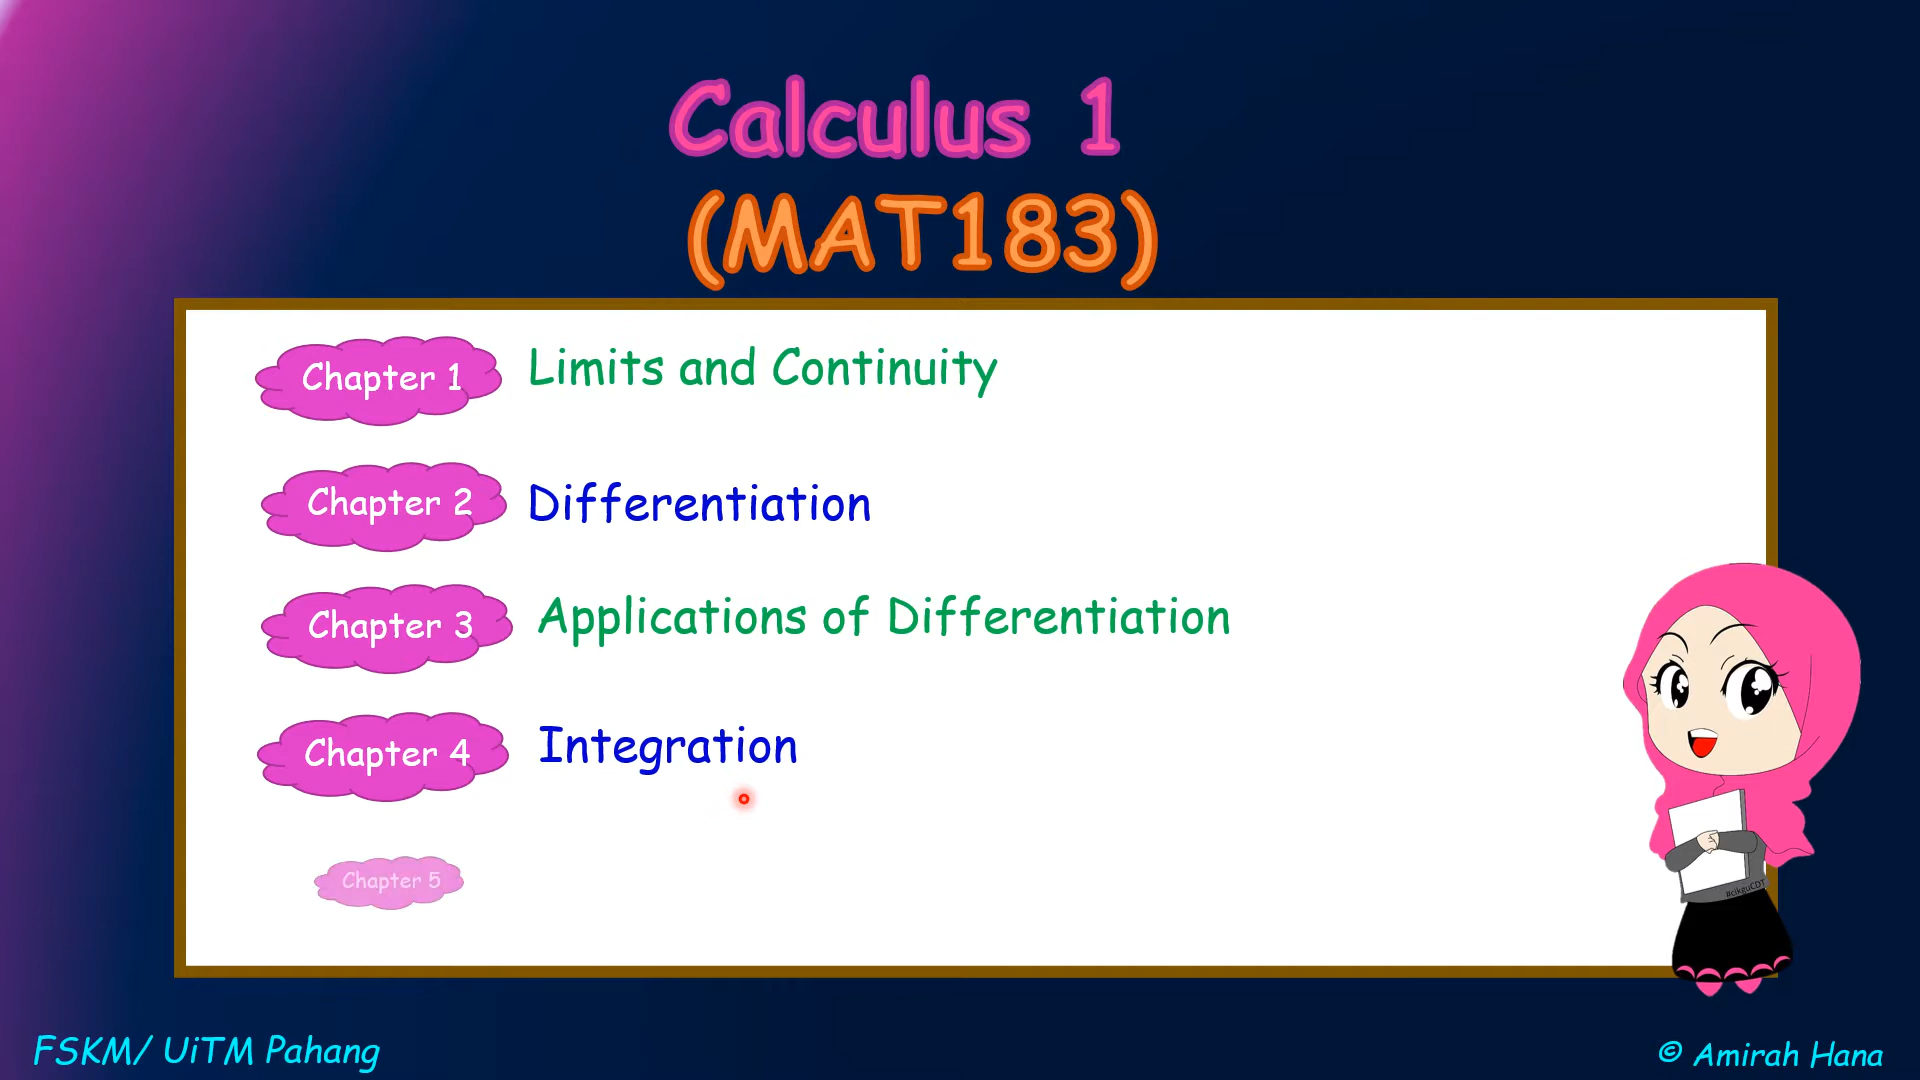 Calculus 1
(MAT183)
Chapter 1 Limits and Continuity
Chapter 2 Differentiation
Chapter 3 Applications of Differentiation
Chapter 4 Integration
Chapter 5
#cikguCDT
FSKM/ UiTM Pahang
© Amirah Hana